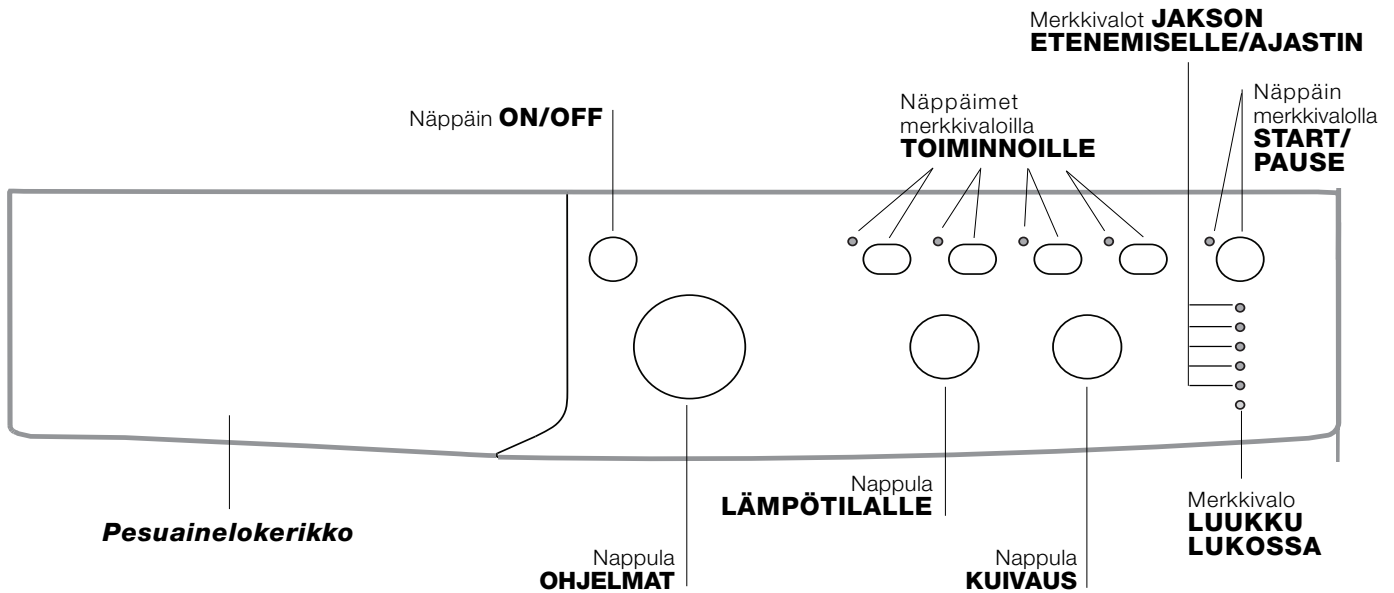 Merkkivalot JAKSON
ETENEMISELLE/AJASTIN
Näppäin ON/OFF
Näppäimet
merkkivaloilla
TOIMINNOILLE
Näppäin
merkkivalolla
START/
PAUSE
Pesuainelokerikko
Nappula
OHJELMAT
Nappula
LÄMPÖTILALLE
Nappula
KUIVAUS
Merkkivalo
LUUKKU
LUKOSSA